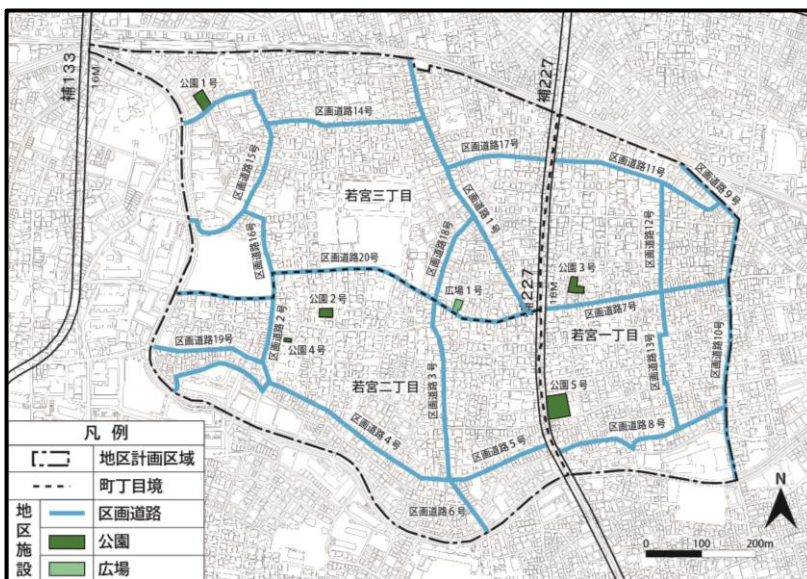 補133
16M
公園1号
区画道路14号
補227
区画道路17号
区画道路11号
区画道路9号
区画道路15号
若宮三丁目
区画道路1号
区画道路18号
区画道路12号
区画道路16号
区画道路20号
公園3号
補227
16M
広場1号
区画道路7号
公園2号
区画道路2号
区画道路19号
公園4号
若宮一丁目
区画道路10号
区画道路13号
若宮二丁目
区画道路3号
公園5号
区画道路4号
区画道路5号
区画道路8号
区画道路6号
凡例
地区計画区域
町丁目境
地区施設
区画道路
公園
広場
N
0 100 200m